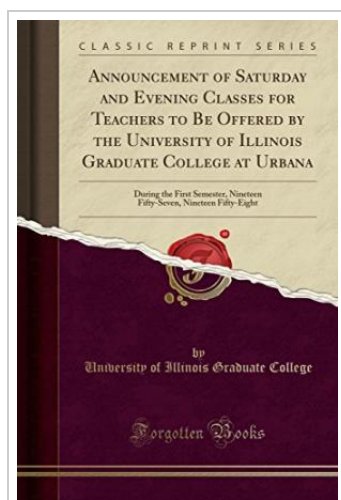 CLASSIC REPRINT SERIES
ANNOUNCEMENT OF SATURDAY
AND EVENING CLASSES FOR
TEACHERS TO BE OFFERED BY
THE UNIVERSITY OF ILLINOIS
GRADUATE COLLEGE AT URBANA
During the First Semester, Nineteen
Fifty-Seven, Nineteen Fifty-Eight
by
University of Illinois Graduate College
Forgotten Books